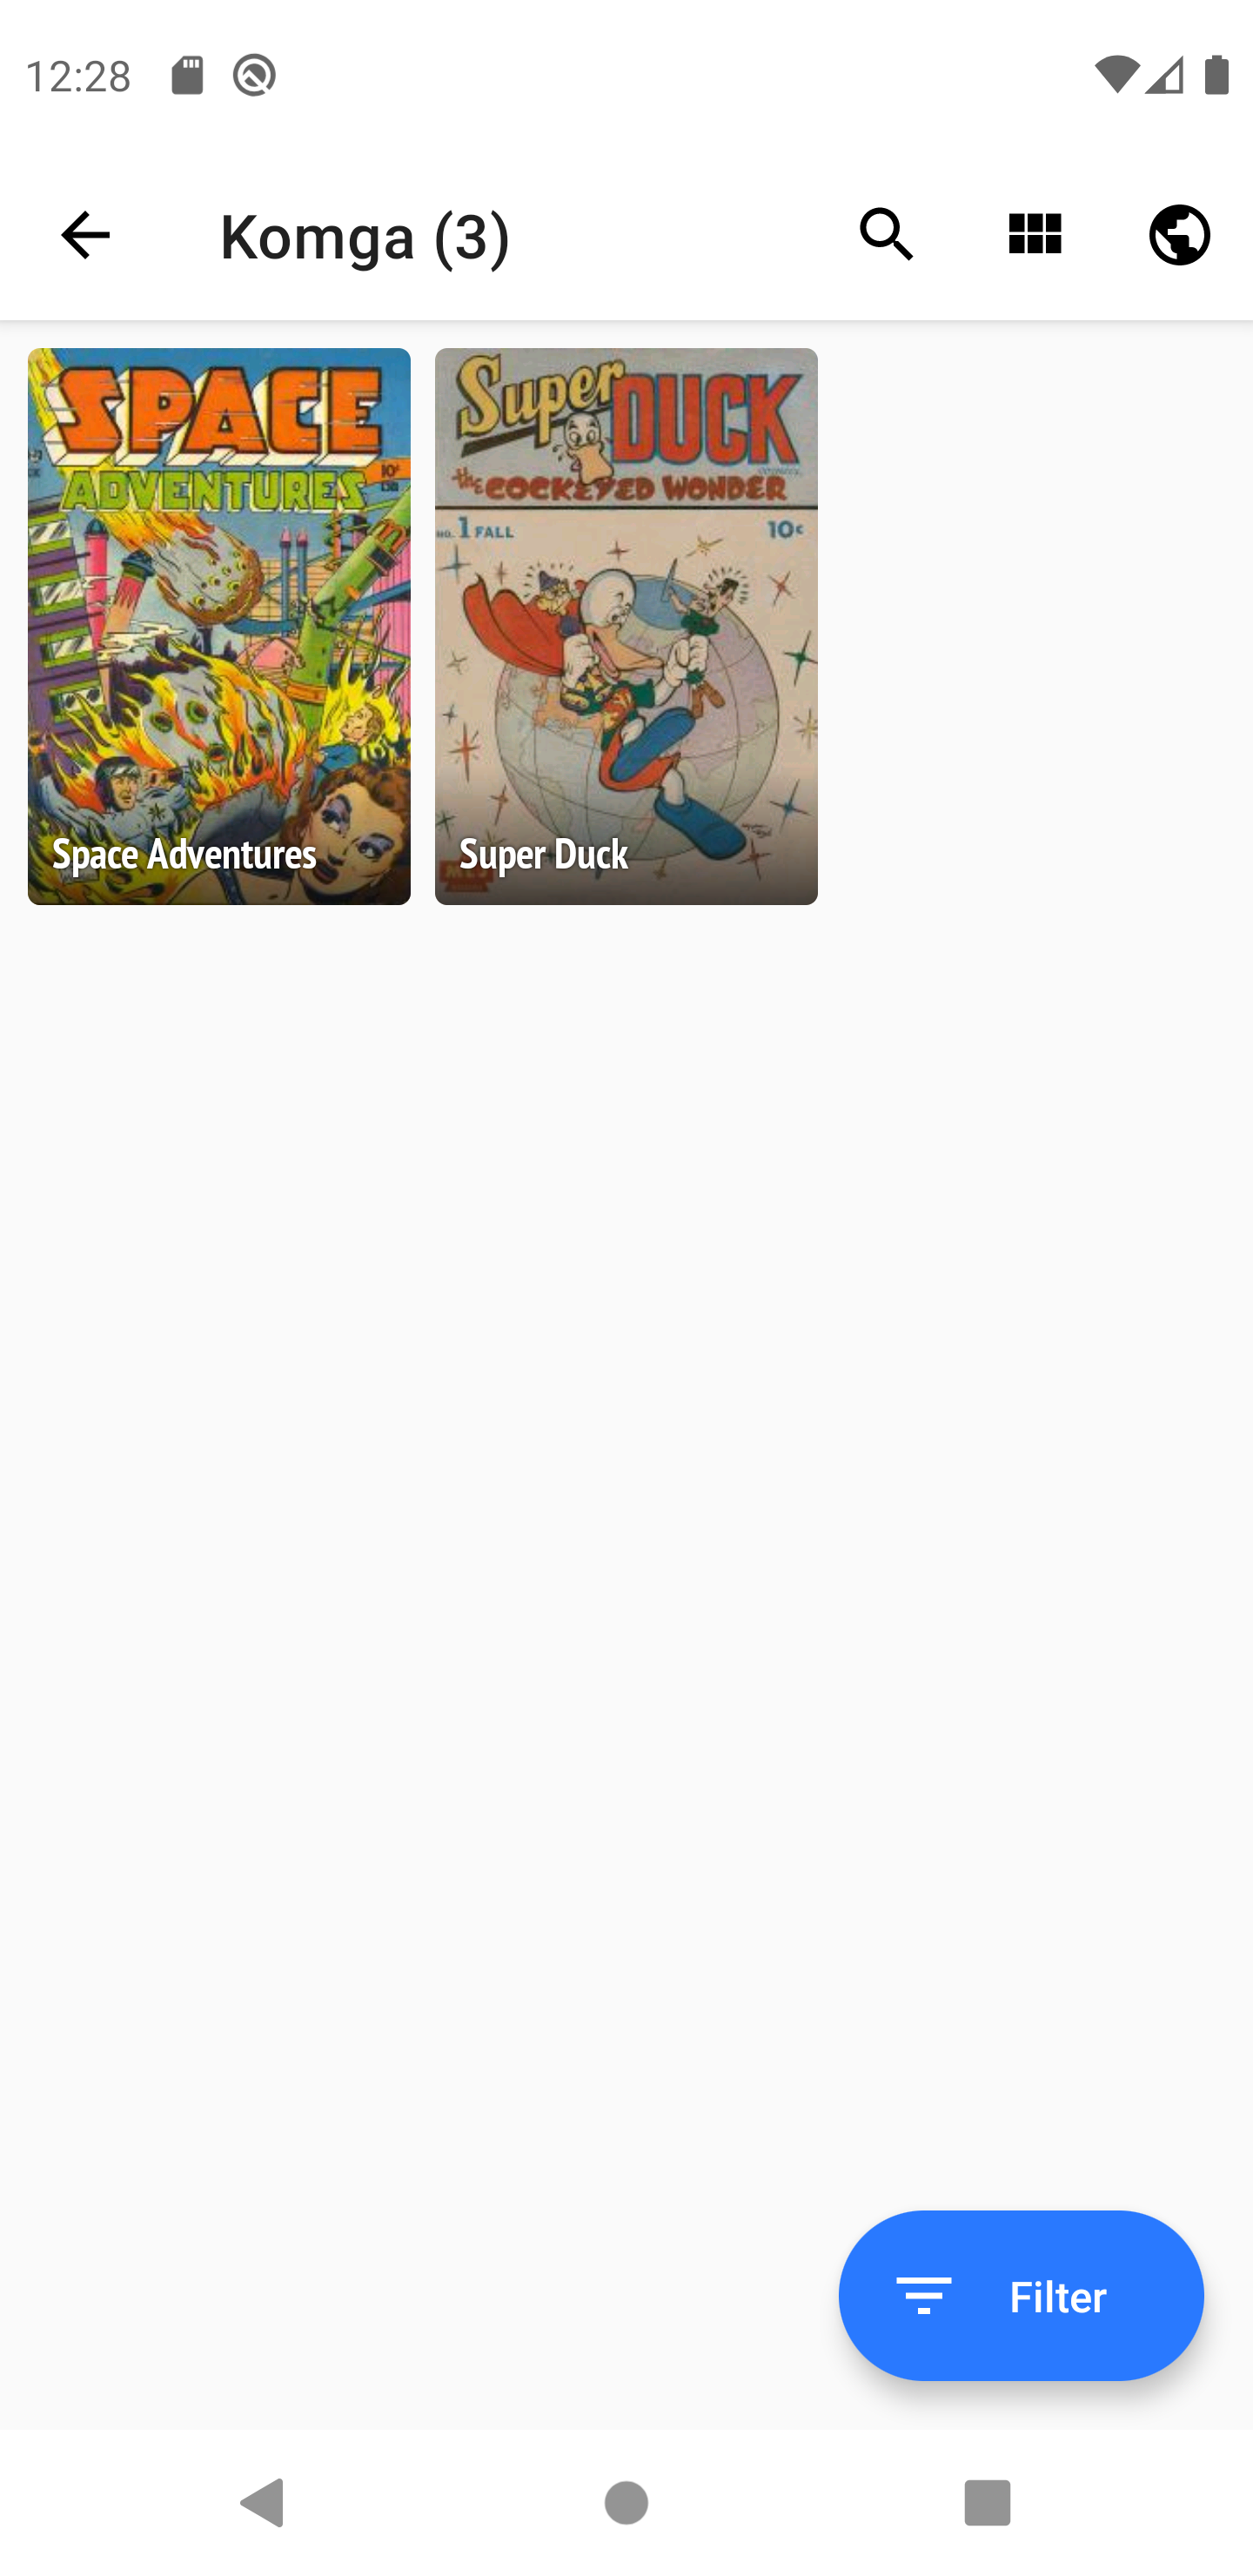 12:28
Komga (3)
SPACE
ADVENTURES
10¢
Space Adventures
Super DUCK
the COCKEYED WONDER
NO. 1 FALL
10¢
Super Duck
Filter